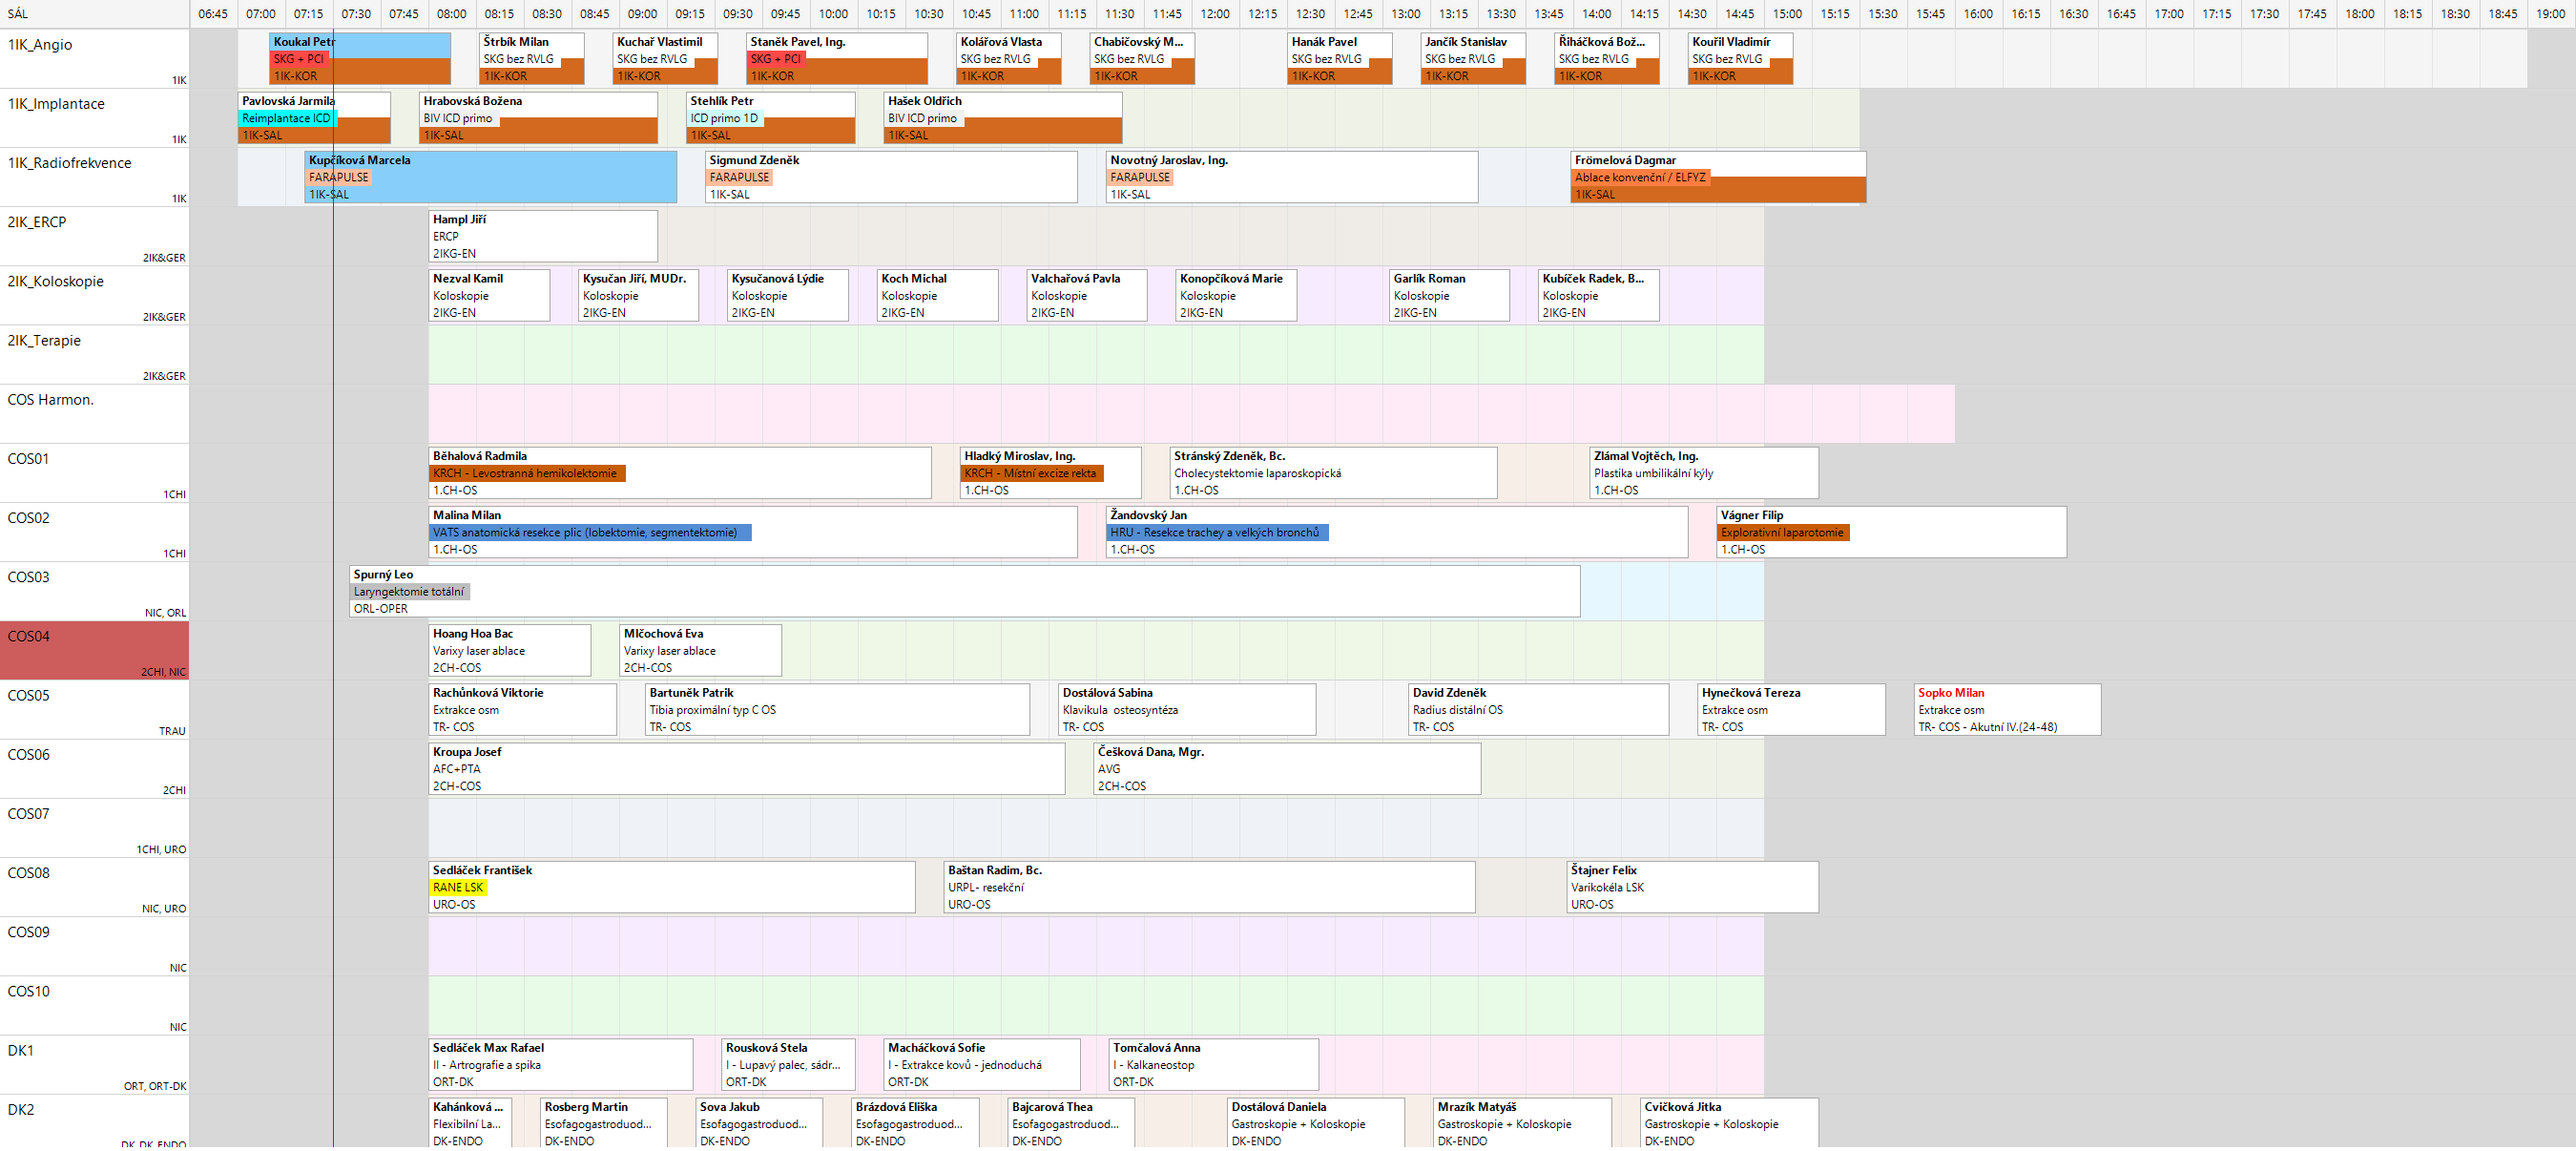 SÁL 06:45 07:00 07:15 07:30 07:45 08:00 08:15 08:30 08:45 09:00 09:15 09:30 09:45 10:00 10:15 10:30 10:45 11:00 11:15 11:30 11:45 12:00 12:15 12:30 12:45 13:00 13:15 13:30 13:45 14:00 14:15 14:30 14:45 15:00 15:15 15:30 15:45 16:00 16:15 16:30 16:45 17:00 17:15 17:30 17:45 18:00 18:15 18:30 18:45 19:00
1IK_Angio
1IK
Koukal Petr
SKG + PCI
1IK-KOR
Štrbík Milan
SKG bez RVLG
1IK-KOR
Kuchař Vlastimil
SKG bez RVLG
1IK-KOR
Staněk Pavel, Ing.
SKG + PCI
1IK-KOR
Kolářová Vlasta
SKG bez RVLG
1IK-KOR
Chabičovský M...
SKG bez RVLG
1IK-KOR
Hanák Pavel
SKG bez RVLG
1IK-KOR
Jančík Stanislav
SKG bez RVLG
1IK-KOR
Řiháčková Bož...
SKG bez RVLG
1IK-KOR
Kouřil Vladimír
SKG bez RVLG
1IK-KOR
1IK_Implantace
1IK
Pavlovská Jarmila
Reimplantace ICD
1IK-SAL
Hrabovská Božena
BIV ICD primo
1IK-SAL
Stehlík Petr
ICD primo 1D
1IK-SAL
Hašek Oldřich
BIV ICD primo
1IK-SAL
1IK_Radiofrekvence
1IK
Kupčíková Marcela
FARAPULSE
1IK-SAL
Sigmund Zdeněk
FARAPULSE
1IK-SAL
Novotný Jaroslav, Ing.
FARAPULSE
1IK-SAL
Frömelová Dagmar
Ablace konvenční / ELFYZ
1IK-SAL
2IK_ERCP
2IK&GER
Hampl Jiří
ERCP
2IKG-EN
2IK_Koloskopie
2IK&GER
Nezval Kamil
Koloskopie
2IKG-EN
Kysučan Jiří, MUDr.
Koloskopie
2IKG-EN
Kysučanová Lýdie
Koloskopie
2IKG-EN
Koch Michal
Koloskopie
2IKG-EN
Valchařová Pavla
Koloskopie
2IKG-EN
Konopčíková Marie
Koloskopie
2IKG-EN
Garlík Roman
Koloskopie
2IKG-EN
Kubíček Radek, B...
Koloskopie
2IKG-EN
2IK_Terapie
2IK&GER
COS Harmon.
COS01
1CHI
Běhalová Radmila
KRCH - Levostranná hemikolektomie
1.CH-OS
Hladký Miroslav, Ing.
KRCH - Místní excize rekta
1.CH-OS
Stránský Zdeněk, Bc.
Cholecystektomie laparoskopická
1.CH-OS
Zlámal Vojtěch, Ing.
Plastika umbilikální kýly
1.CH-OS
COS02
1CHI
Malina Milan
VATS anatomická resekce plic (lobektomie, segmentektomie)
1.CH-OS
Žandovský Jan
HRU - Resekce trachey a velkých bronchů
1.CH-OS
Vágner Filip
Explorativní laparotomie
1.CH-OS
COS03
NIC, ORL
Spurný Leo
Laryngektomie totální
ORL-OPER
COS04
2CHI, NIC
Hoang Hoa Bac
Varixy laser ablace
2CH-COS
Mlčochová Eva
Varixy laser ablace
2CH-COS
COS05
TRAU
Rachůnková Viktorie
Extrakce osm
TR- COS
Bartuněk Patrik
Tibia proximální typ C OS
TR- COS
Dostálová Sabina
Klavikula  osteosyntéza
TR- COS
David Zdeněk
Radius distální OS
TR- COS
Hynečková Tereza
Extrakce osm
TR- COS
Sopko Milan
Extrakce osm
TR- COS - Akutní IV.(24-48)
COS06
2CHI
Kroupa Josef
AFC+PTA
2CH-COS
Češková Dana, Mgr.
AVG
2CH-COS
COS07
1CHI, URO
COS08
NIC, URO
Sedláček František
RANE LSK
URO-OS
Baštan Radim, Bc.
URPL- resekční
URO-OS
Štajner Felix
Varikokéla LSK
URO-OS
COS09
NIC
COS10
NIC
DK1
ORT, ORT-DK
Sedláček Max Rafael
II - Artrografie a spika
ORT-DK
Rousková Stela
I - Lupavý palec, sádr...
ORT-DK
Macháčková Sofie
I - Extrakce kovů - jednoduchá
ORT-DK
Tomčalová Anna
I - Kalkaneostop
ORT-DK
DK2
DK, DK-ENDO
Kahánková ...
Flexibilní La...
DK-ENDO
Rosberg Martin
Esofagogastroduod...
DK-ENDO
Sova Jakub
Esofagogastroduod...
DK-ENDO
Brázdová Eliška
Esofagogastroduod...
DK-ENDO
Bajcarová Thea
Esofagogastroduod...
DK-ENDO
Dostálová Daniela
Gastroskopie + Koloskopie
DK-ENDO
Mrazík Matyáš
Gastroskopie + Koloskopie
DK-ENDO
Cvičková Jitka
Gastroskopie + Koloskopie
DK-ENDO